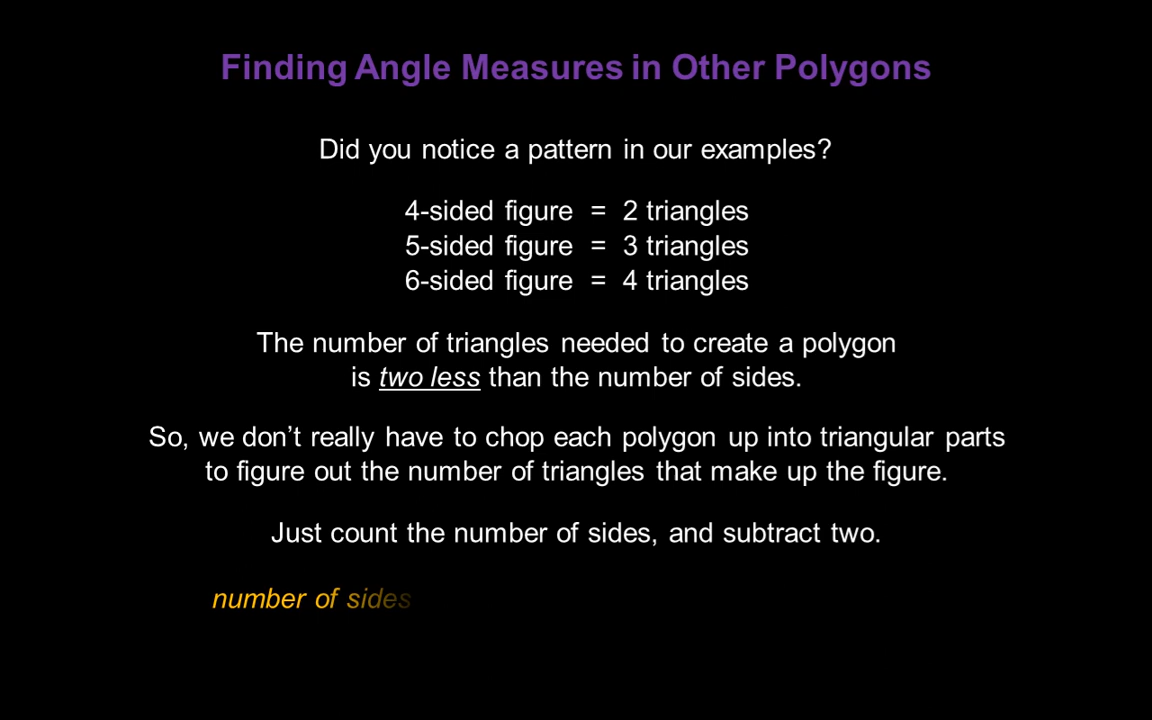 Finding Angle Measures in Other Polygons
Did you notice a pattern in our examples?
4-sided figure = 2 triangles
5-sided figure = 3 triangles
6-sided figure = 4 triangles
The number of triangles needed to create a polygon
is two less than the number of sides.
So, we don’t really have to chop each polygon up into triangular parts
to figure out the number of triangles that make up the figure.
Just count the number of sides, and subtract two.
number of sides